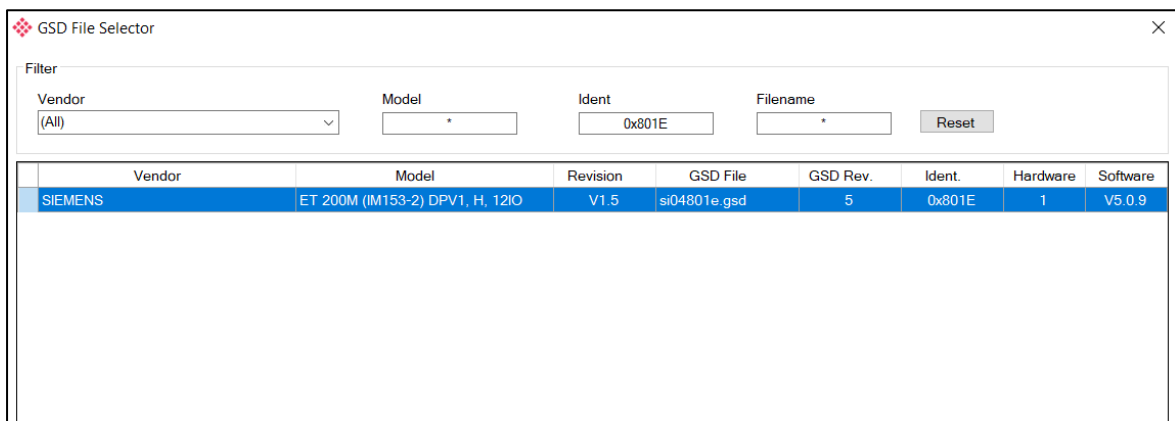 GSD File Selector
Filter
Vendor Model Ident Filename
(All) * 0x801E * Reset
Vendor Model Revision GSD File GSD Rev. Ident. Hardware Software
SIEMENS ET 200M (IM153-2) DPV1, H, 12IO V1.5 si04801e.gsd 5 0x801E 1 V5.0.9